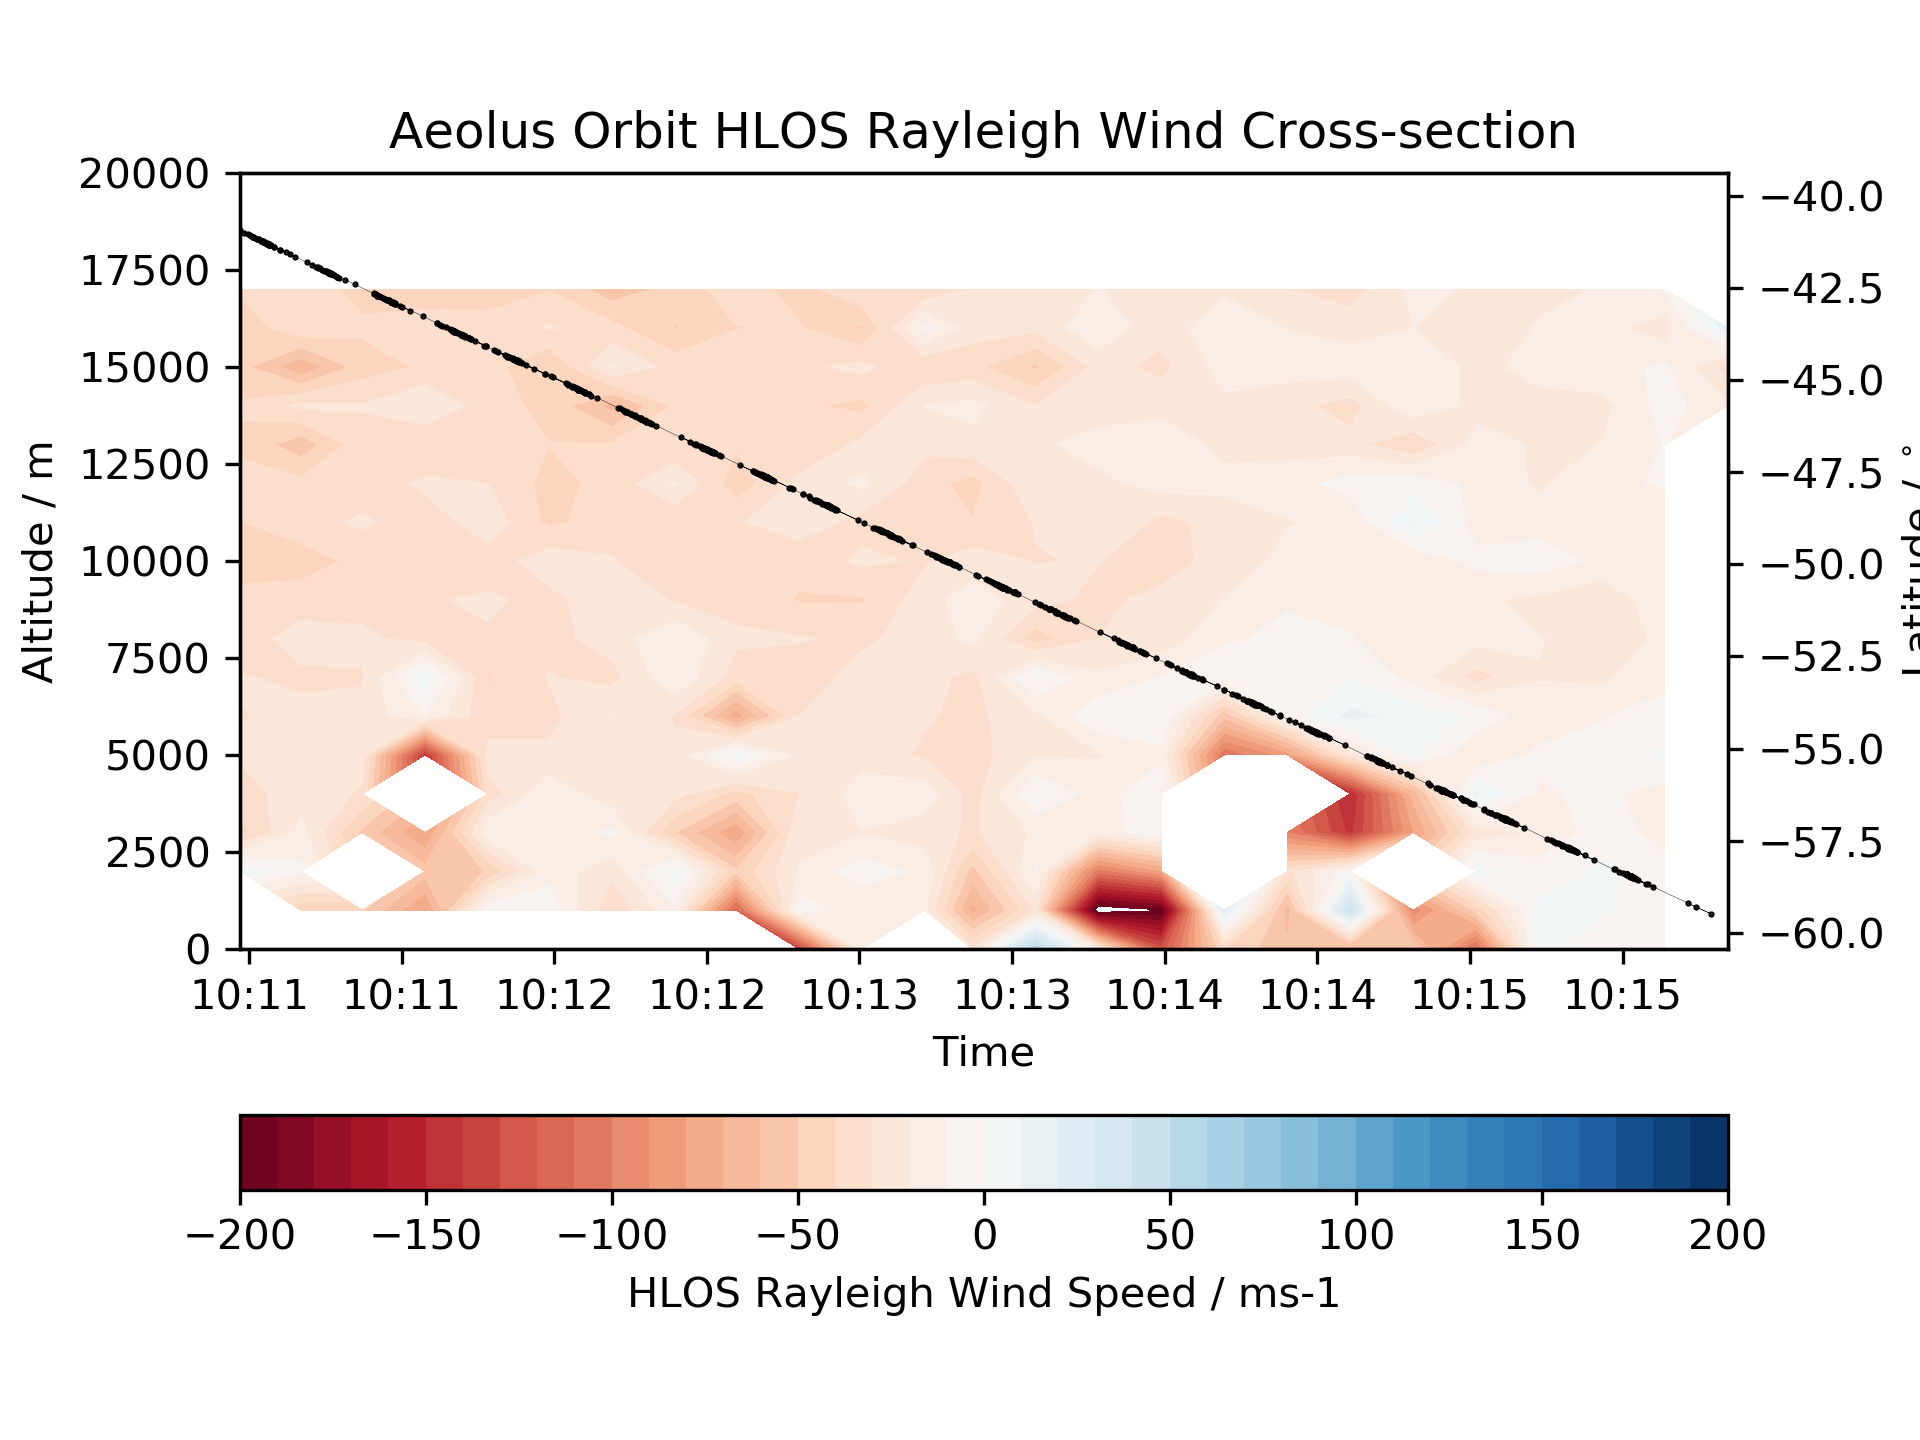 Aeolus Orbit HLOS Rayleigh Wind Cross-section
20000
17500
15000
12500
10000
7500
5000
2500
0
Altitude / m
−40.0
−42.5
−45.0
−47.5
−50.0
−52.5
−55.0
−57.5
−60.0
Latitude / °
10:11 10:11 10:12 10:12 10:13 10:13 10:14 10:14 10:15 10:15
Time
−200 −150 −100 −50 0 50 100 150 200
HLOS Rayleigh Wind Speed / ms-1